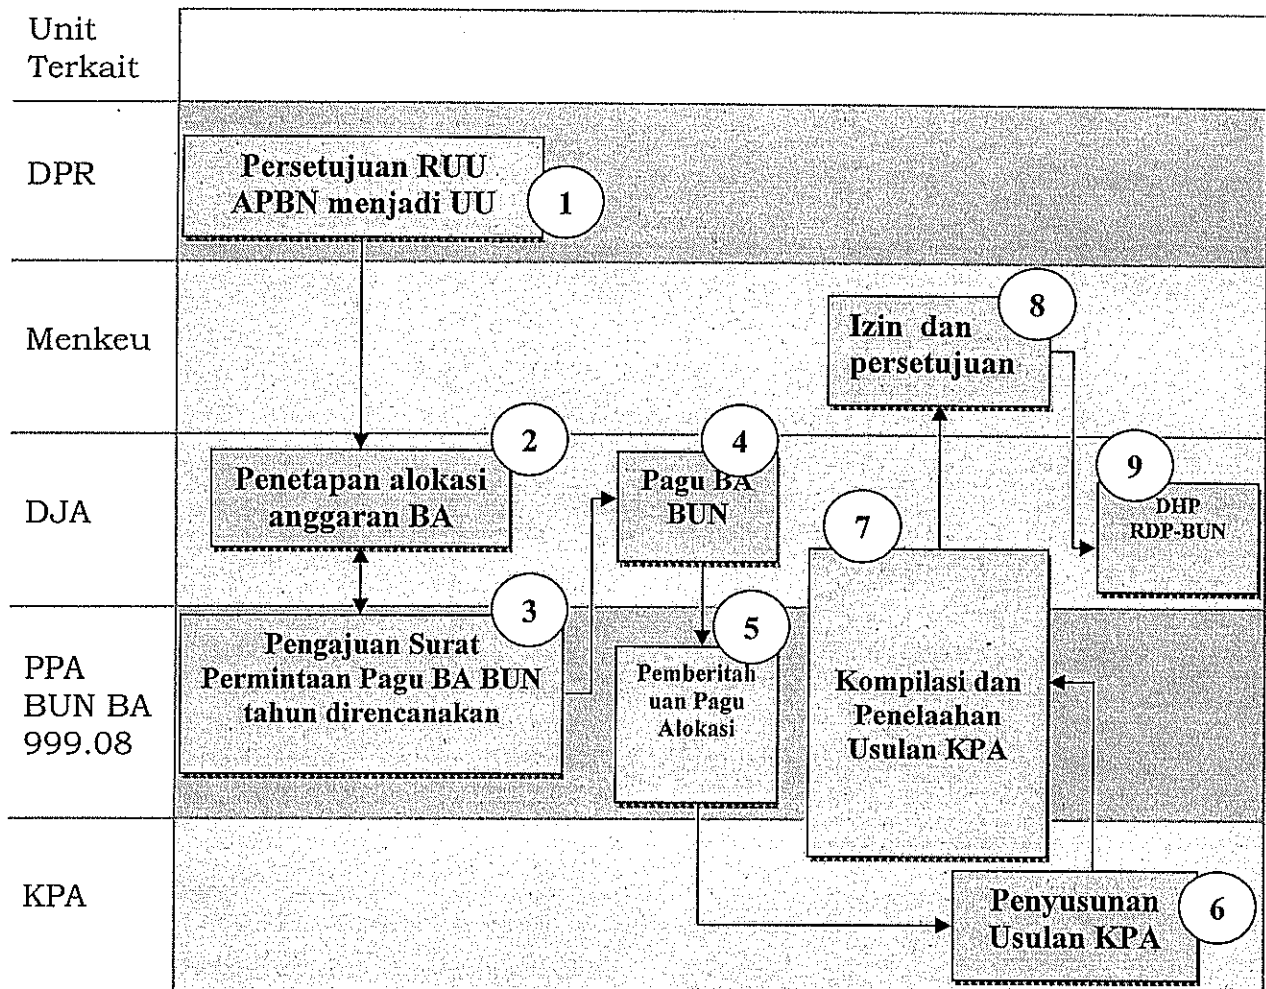 Unit
Terkait
DPR
Persetujuan RUU
APBN menjadi UU
1
Menkeu
8
Izin dan
persetujuan
DJA
2
Penetapan alokasi
anggaran BA
4
Pagu BA
BUN
7
9
DHP
RDP-BUN
PPA
BUN BA
999.08
3
Pengajuan Surat
Permintaan Pagu BA BUN
tahun direncanakan
5
Pemberitah
uan Pagu
Alokasi
Kompilasi dan
Penelaahan
Usulan KPA
KPA
Penyusunan
Usulan KPA
6